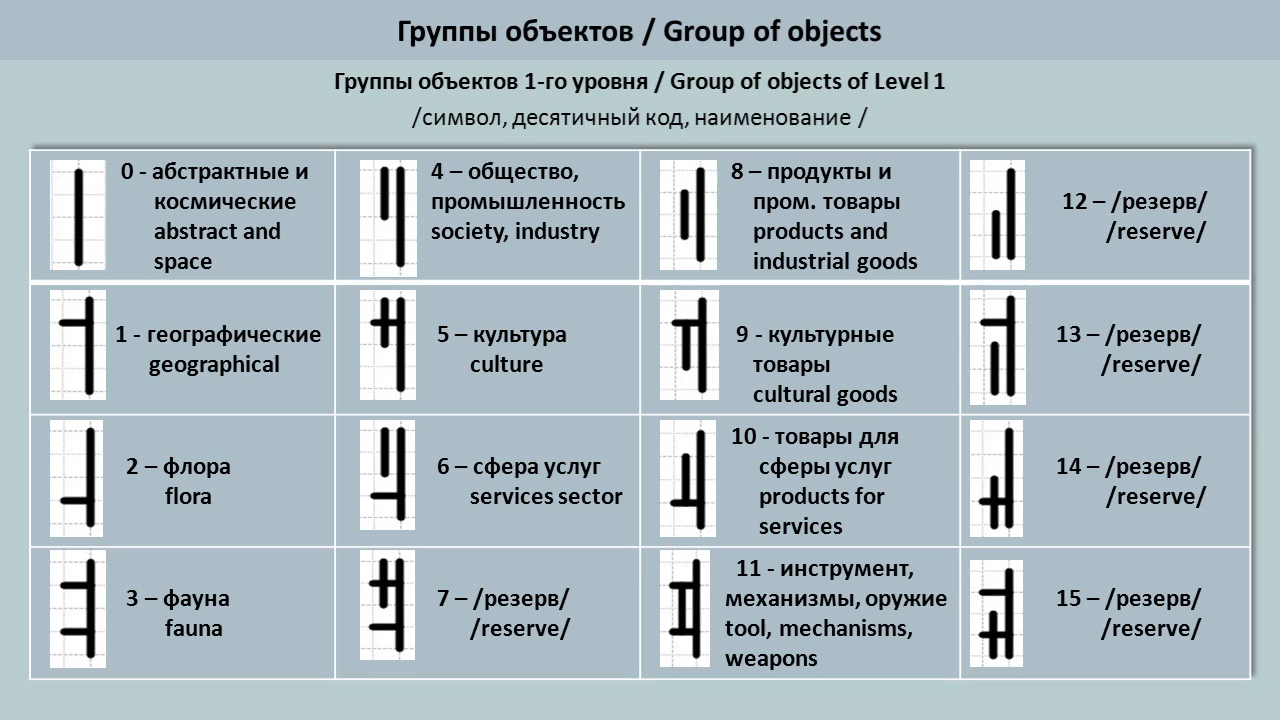 Группы объектов / Group of objects
Группы объектов 1-го уровня / Group of objects of Level 1
/символ, десятичный код, наименование /
0 - абстрактные и
космические
abstract and
space
4 – общество,
промышленность
society, industry
8 – продукты и
пром. товары
products and
industrial goods
12 – /резерв/
/reserve/
1 - географические
geographical
5 – культура
culture
9 - культурные
товары
cultural goods
13 – /резерв/
/reserve/
2 – флора
flora
6 – сфера услуг
services sector
10 - товары для
сферы услуг
products for
services
14 – /резерв/
/reserve/
3 – фауна
fauna
7 – /резерв/
/reserve/
11 - инструмент,
механизмы, оружие
tool, mechanisms,
weapons
15 – /резерв/
/reserve/